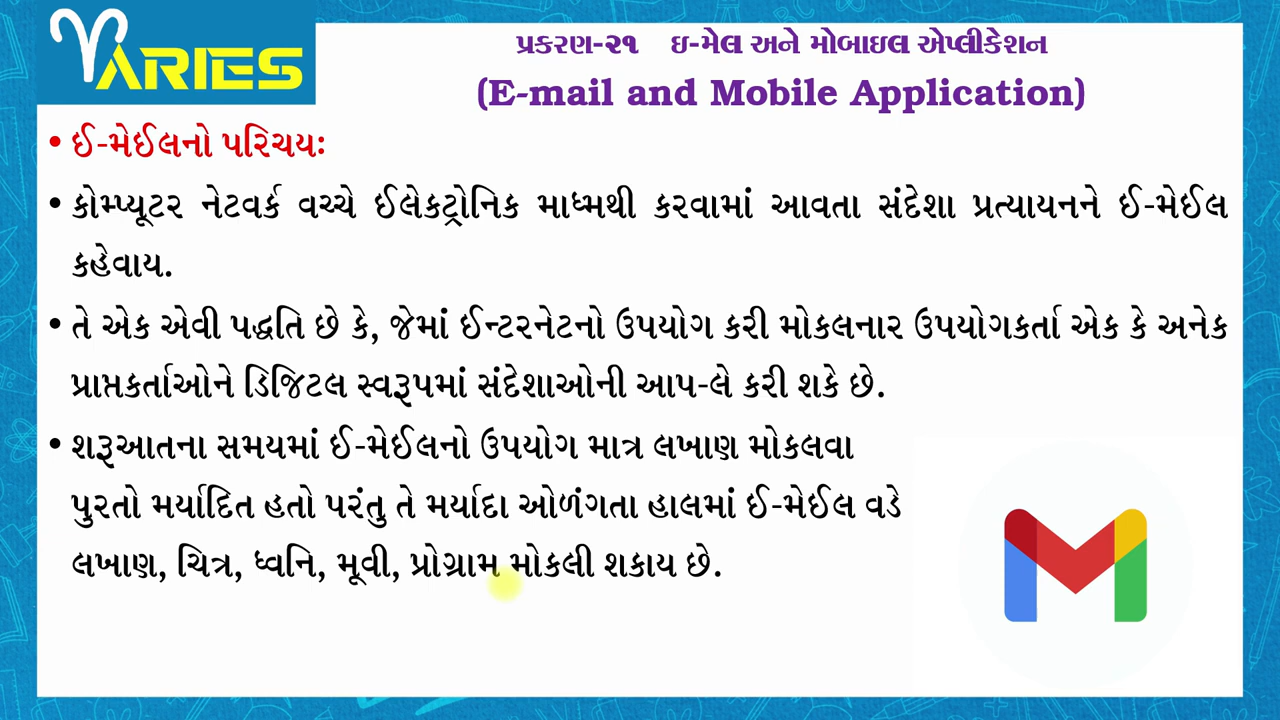 ARIES
પ્રકરણ-૨૧ ઇ-મેલ અને મોબાઇલ એપ્લીકેશન
(E-mail and Mobile Application)
• ઈ-મેઈલનો પરિચયઃ
• કોમ્પ્યૂટર નેટવર્ક વચ્ચે ઈલેકટ્રોનિક માધ્મથી કરવામાં આવતા સંદેશા પ્રત્યાયનને ઈ-મેઈલ
કહેવાય.
• તે એક એવી પદ્ધતિ છે કે, જેમાં ઈન્ટરનેટનો ઉપયોગ કરી મોકલનાર ઉપયોગકર્તા એક કે અનેક
પ્રાપ્તકર્તાઓને ડિજિટલ સ્વરૂપમાં સંદેશાઓની આપ-લે કરી શકે છે.
• શરૂઆતના સમયમાં ઈ-મેઈલનો ઉપયોગ માત્ર લખાણ મોકલવા
પુરતો મર્યાદિત હતો પરંતુ તે મર્યાદા ઓળંગતા હાલમાં ઈ-મેઈલ વડે
લખાણ, ચિત્ર, ધ્વનિ, મૂવી, પ્રોગ્રામ મોકલી શકાય છે.